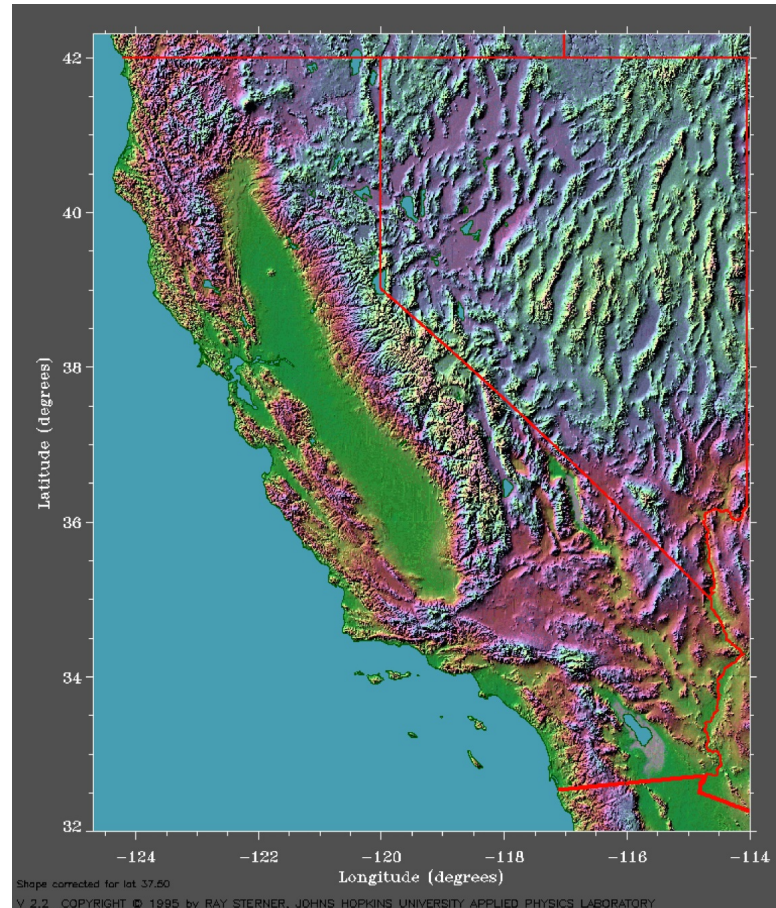 42
40
38
36
34
32
Latitude (degrees)
−124 −122 −120 −118 −116 −114
Longitude (degrees)
Shape corrected for lat 37.50
V 2.2 COPYRIGHT © 1995 by RAY STERNER, JOHNS HOPKINS UNIVERSITY APPLIED PHYSICS LABORATORY